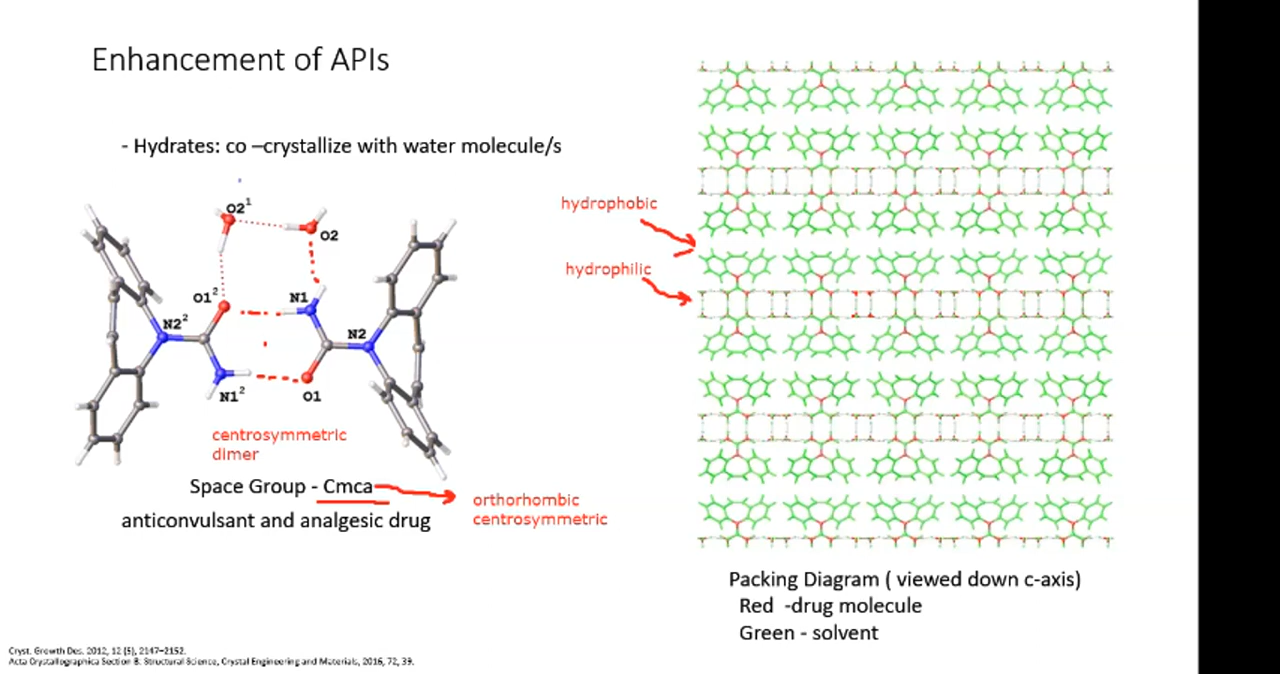 Enhancement of APIs
- Hydrates: co –crystallize with water molecule/s
O2¹
O2
O1²
N1
N2²
N2
N1²
O1
centrosymmetric
dimer
Space Group - Cmca
orthorhombic
centrosymmetric
anticonvulsant and analgesic drug
hydrophobic
hydrophilic
Packing Diagram ( viewed down c-axis)
Red -drug molecule
Green - solvent
Cryst. Growth Des. 2012, 12 (5), 2147–2152.
Acta Crystallographica Section B. Structural Science, Crystal Engineering and Materials, 2016, 72, 39.